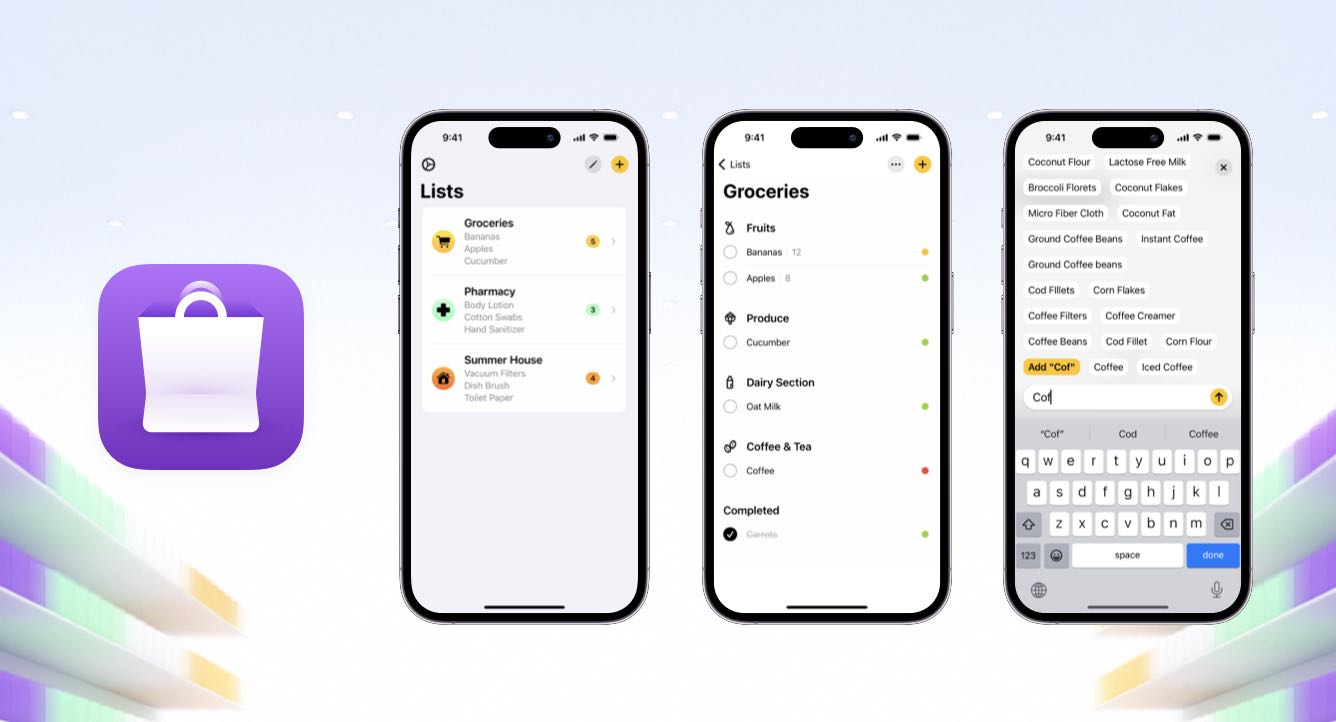 9:41
Lists
Groceries
Bananas
Apples
Cucumber
5
Pharmacy
Body Lotion
Cotton Swabs
Hand Sanitizer
3
Summer House
Vacuum Filters
Dish Brush
Toilet Paper
4
9:41
Lists
Groceries
Fruits
Bananas 12
Apples 8
Produce
Cucumber
Dairy Section
Oat Milk
Coffee & Tea
Coffee
Completed
Carrots
9:41
Coconut Flour Lactose Free Milk
Broccoli Florets Coconut Flakes
Micro Fiber Cloth Coconut Fat
Ground Coffee Beans Instant Coffee
Ground Coffee beans
Cod FIllets Corn Flakes
Coffee Filters Coffee Creamer
Coffee Beans Cod Fillet Corn Flour
Add "Cof" Coffee Iced Coffee
Cof
“Cof” Cod Coffee
q w e r t y u i o p
a s d f g h j k l
z x c v b n m
123 space done